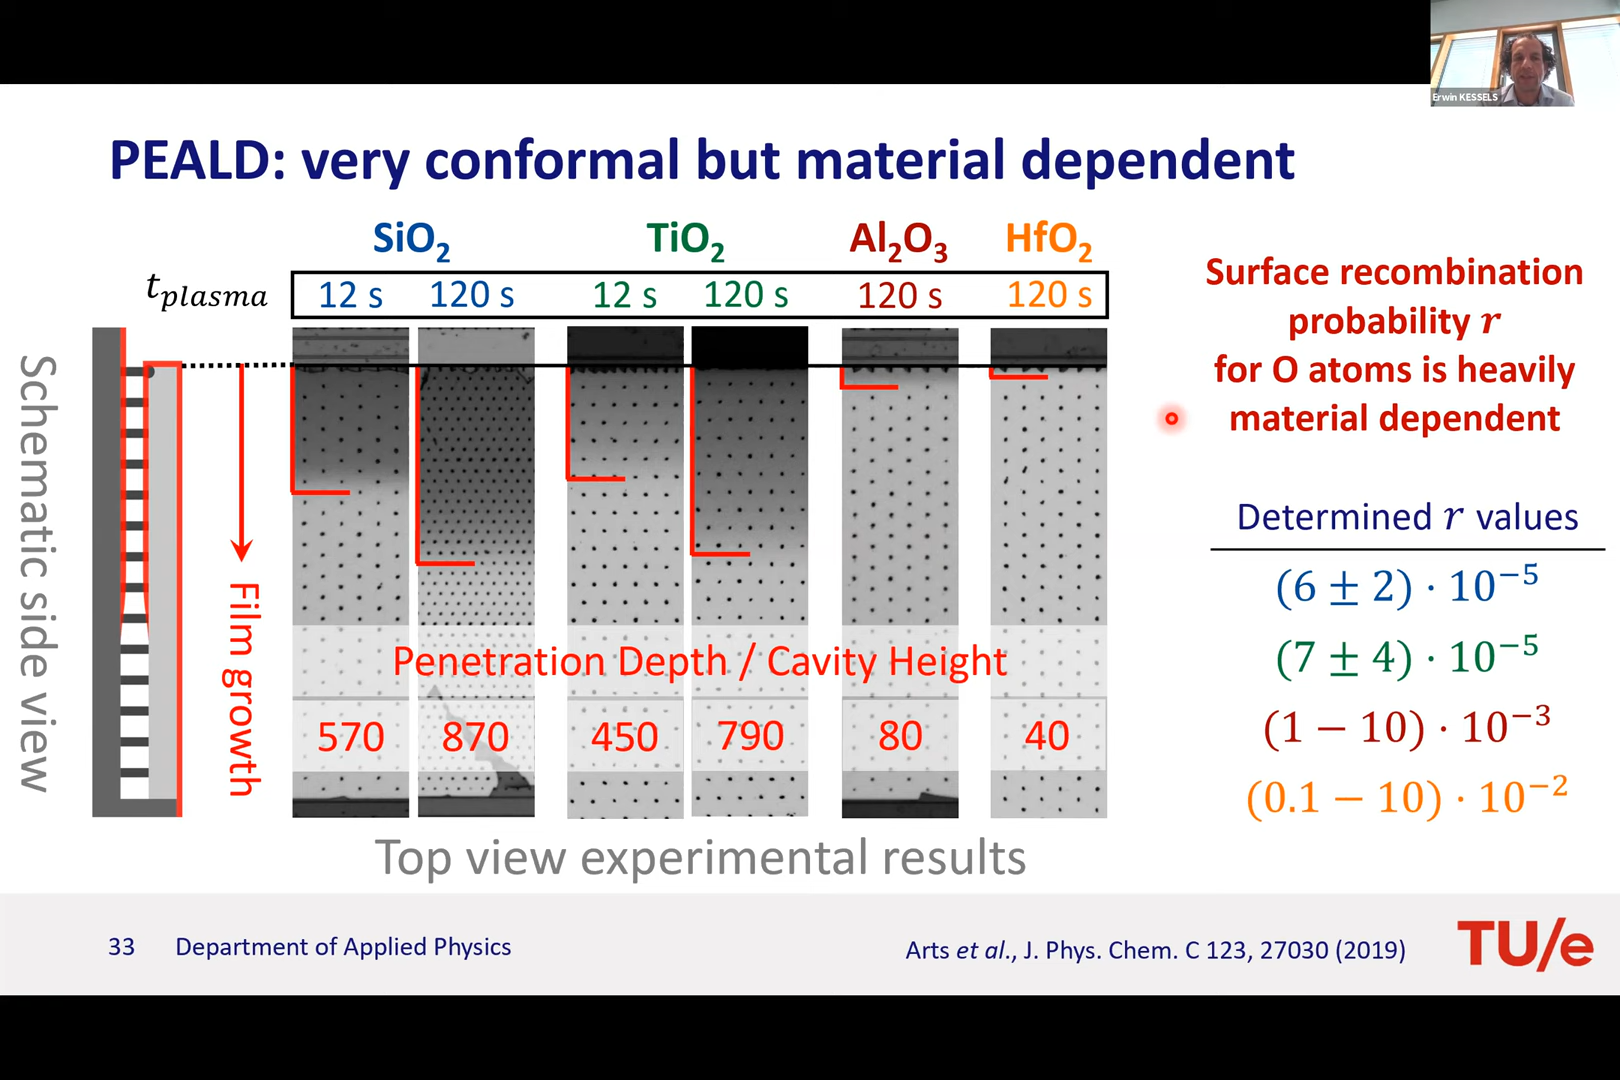 Erwin KESSELS
PEALD: very conformal but material dependent
SiO₂ TiO₂ Al₂O₃ HfO₂
t_plasma 12 s 120 s 12 s 120 s 120 s 120 s
Schematic side view
Film growth
Penetration Depth / Cavity Height
570 870 450 790 80 40
Top view experimental results
Surface recombination
probability r
for O atoms is heavily
material dependent
Determined r values
(6 ± 2) · 10⁻⁵
(7 ± 4) · 10⁻⁵
(1 − 10) · 10⁻³
(0.1 − 10) · 10⁻²
33 Department of Applied Physics
Arts et al., J. Phys. Chem. C 123, 27030 (2019)
TU/e